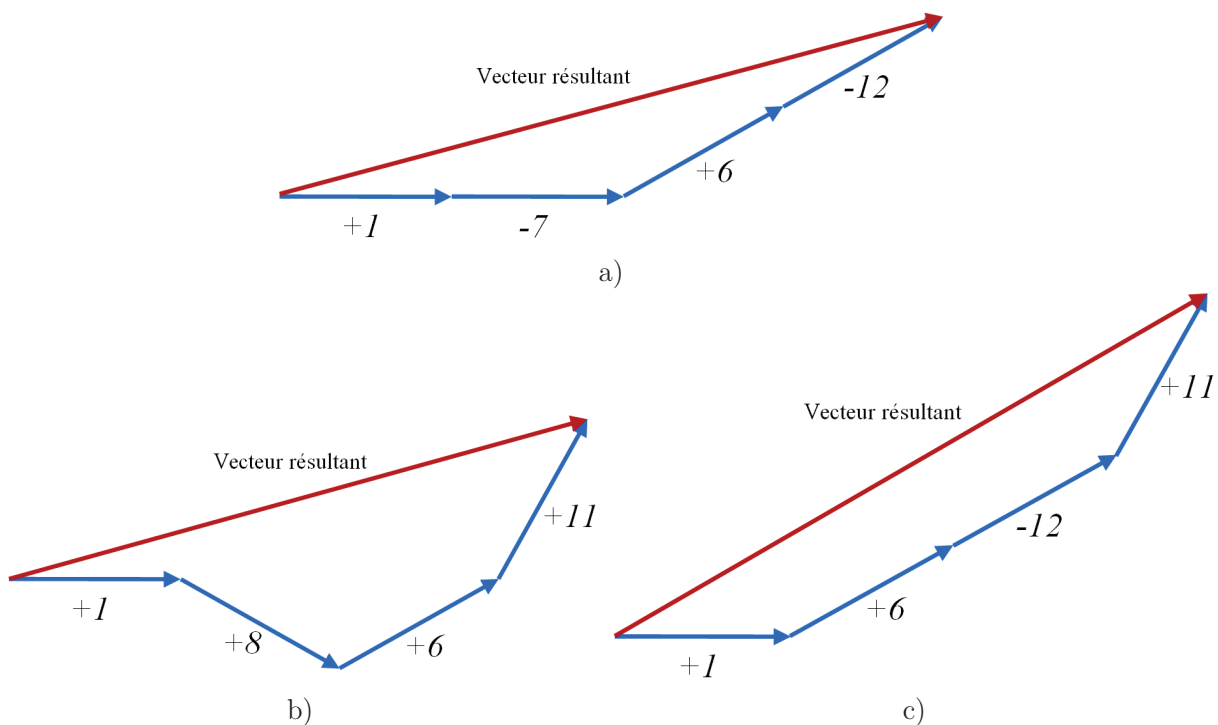 Vecteur résultant
-12
+6
+1
-7
a)
Vecteur résultant
+11
+1
+8
+6
b)
Vecteur résultant
+11
-12
+6
+1
c)